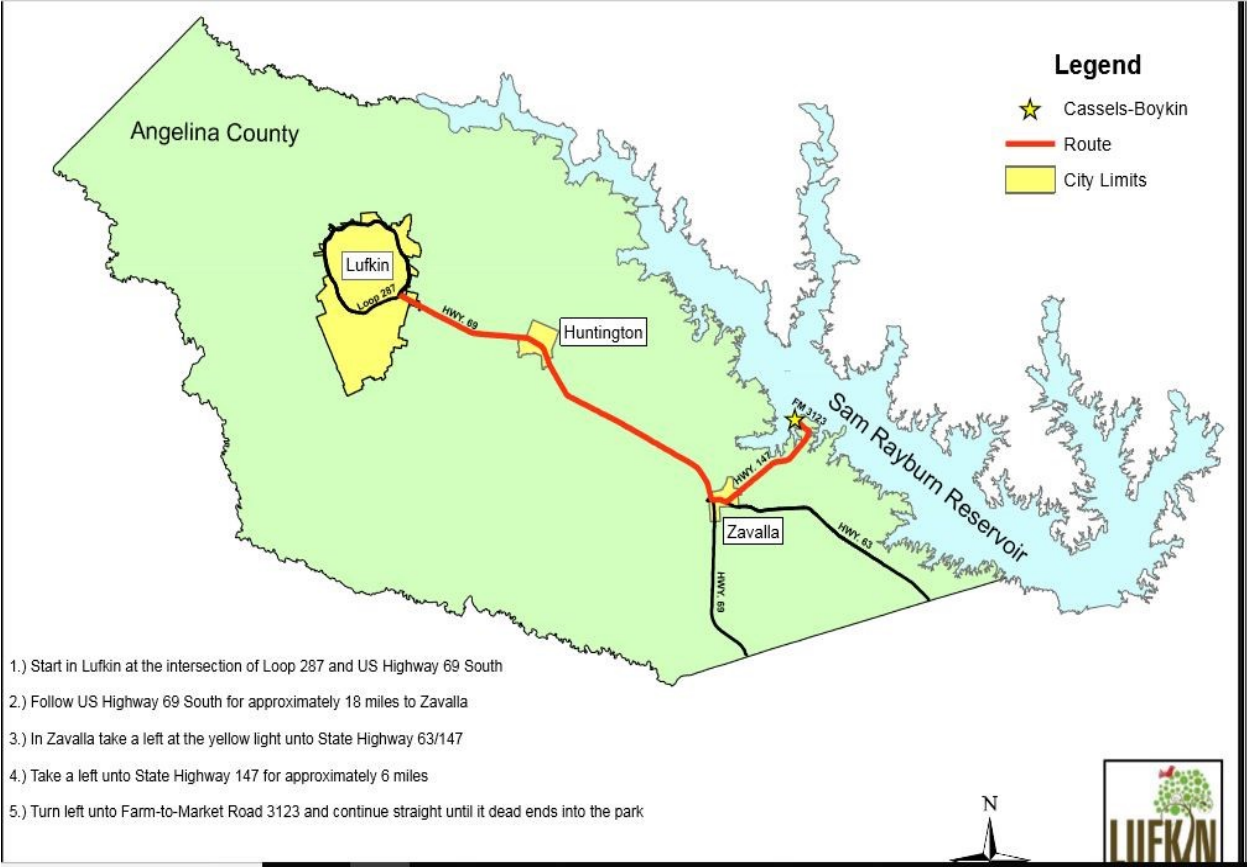 Legend
Cassels-Boykin
Route
City Limits
Angelina County
Lufkin
Loop 287
HWY. 69
Huntington
FM 3123
Sam Rayburn Reservoir
HWY. 147
Zavalla
HWY. 63
HWY. 69
1.) Start in Lufkin at the intersection of Loop 287 and US Highway 69 South
2.) Follow US Highway 69 South for approximately 18 miles to Zavalla
3.) In Zavalla take a left at the yellow light unto State Highway 63/147
4.) Take a left unto State Highway 147 for approximately 6 miles
5.) Turn left unto Farm-to-Market Road 3123 and continue straight until it dead ends into the park
N
LUFKIN